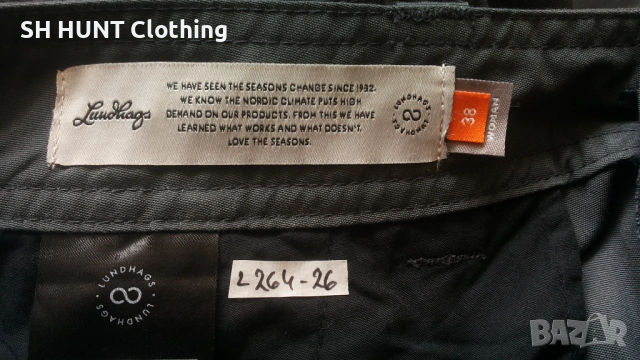 SH HUNT Clothing
Lundhags
WE HAVE SEEN THE SEASONS CHANGE SINCE 1932.
WE KNOW THE NORDIC CLIMATE PUTS HIGH
DEMAND ON OUR PRODUCTS. FROM THIS WE HAVE
LEARNED WHAT WORKS AND WHAT DOESN'T.
LOVE THE SEASONS.
LUNDHAGS
LUNDHAGS
38
WOMAN
LUNDHAGS
LUNDHAGS
L264-26
BAZAR